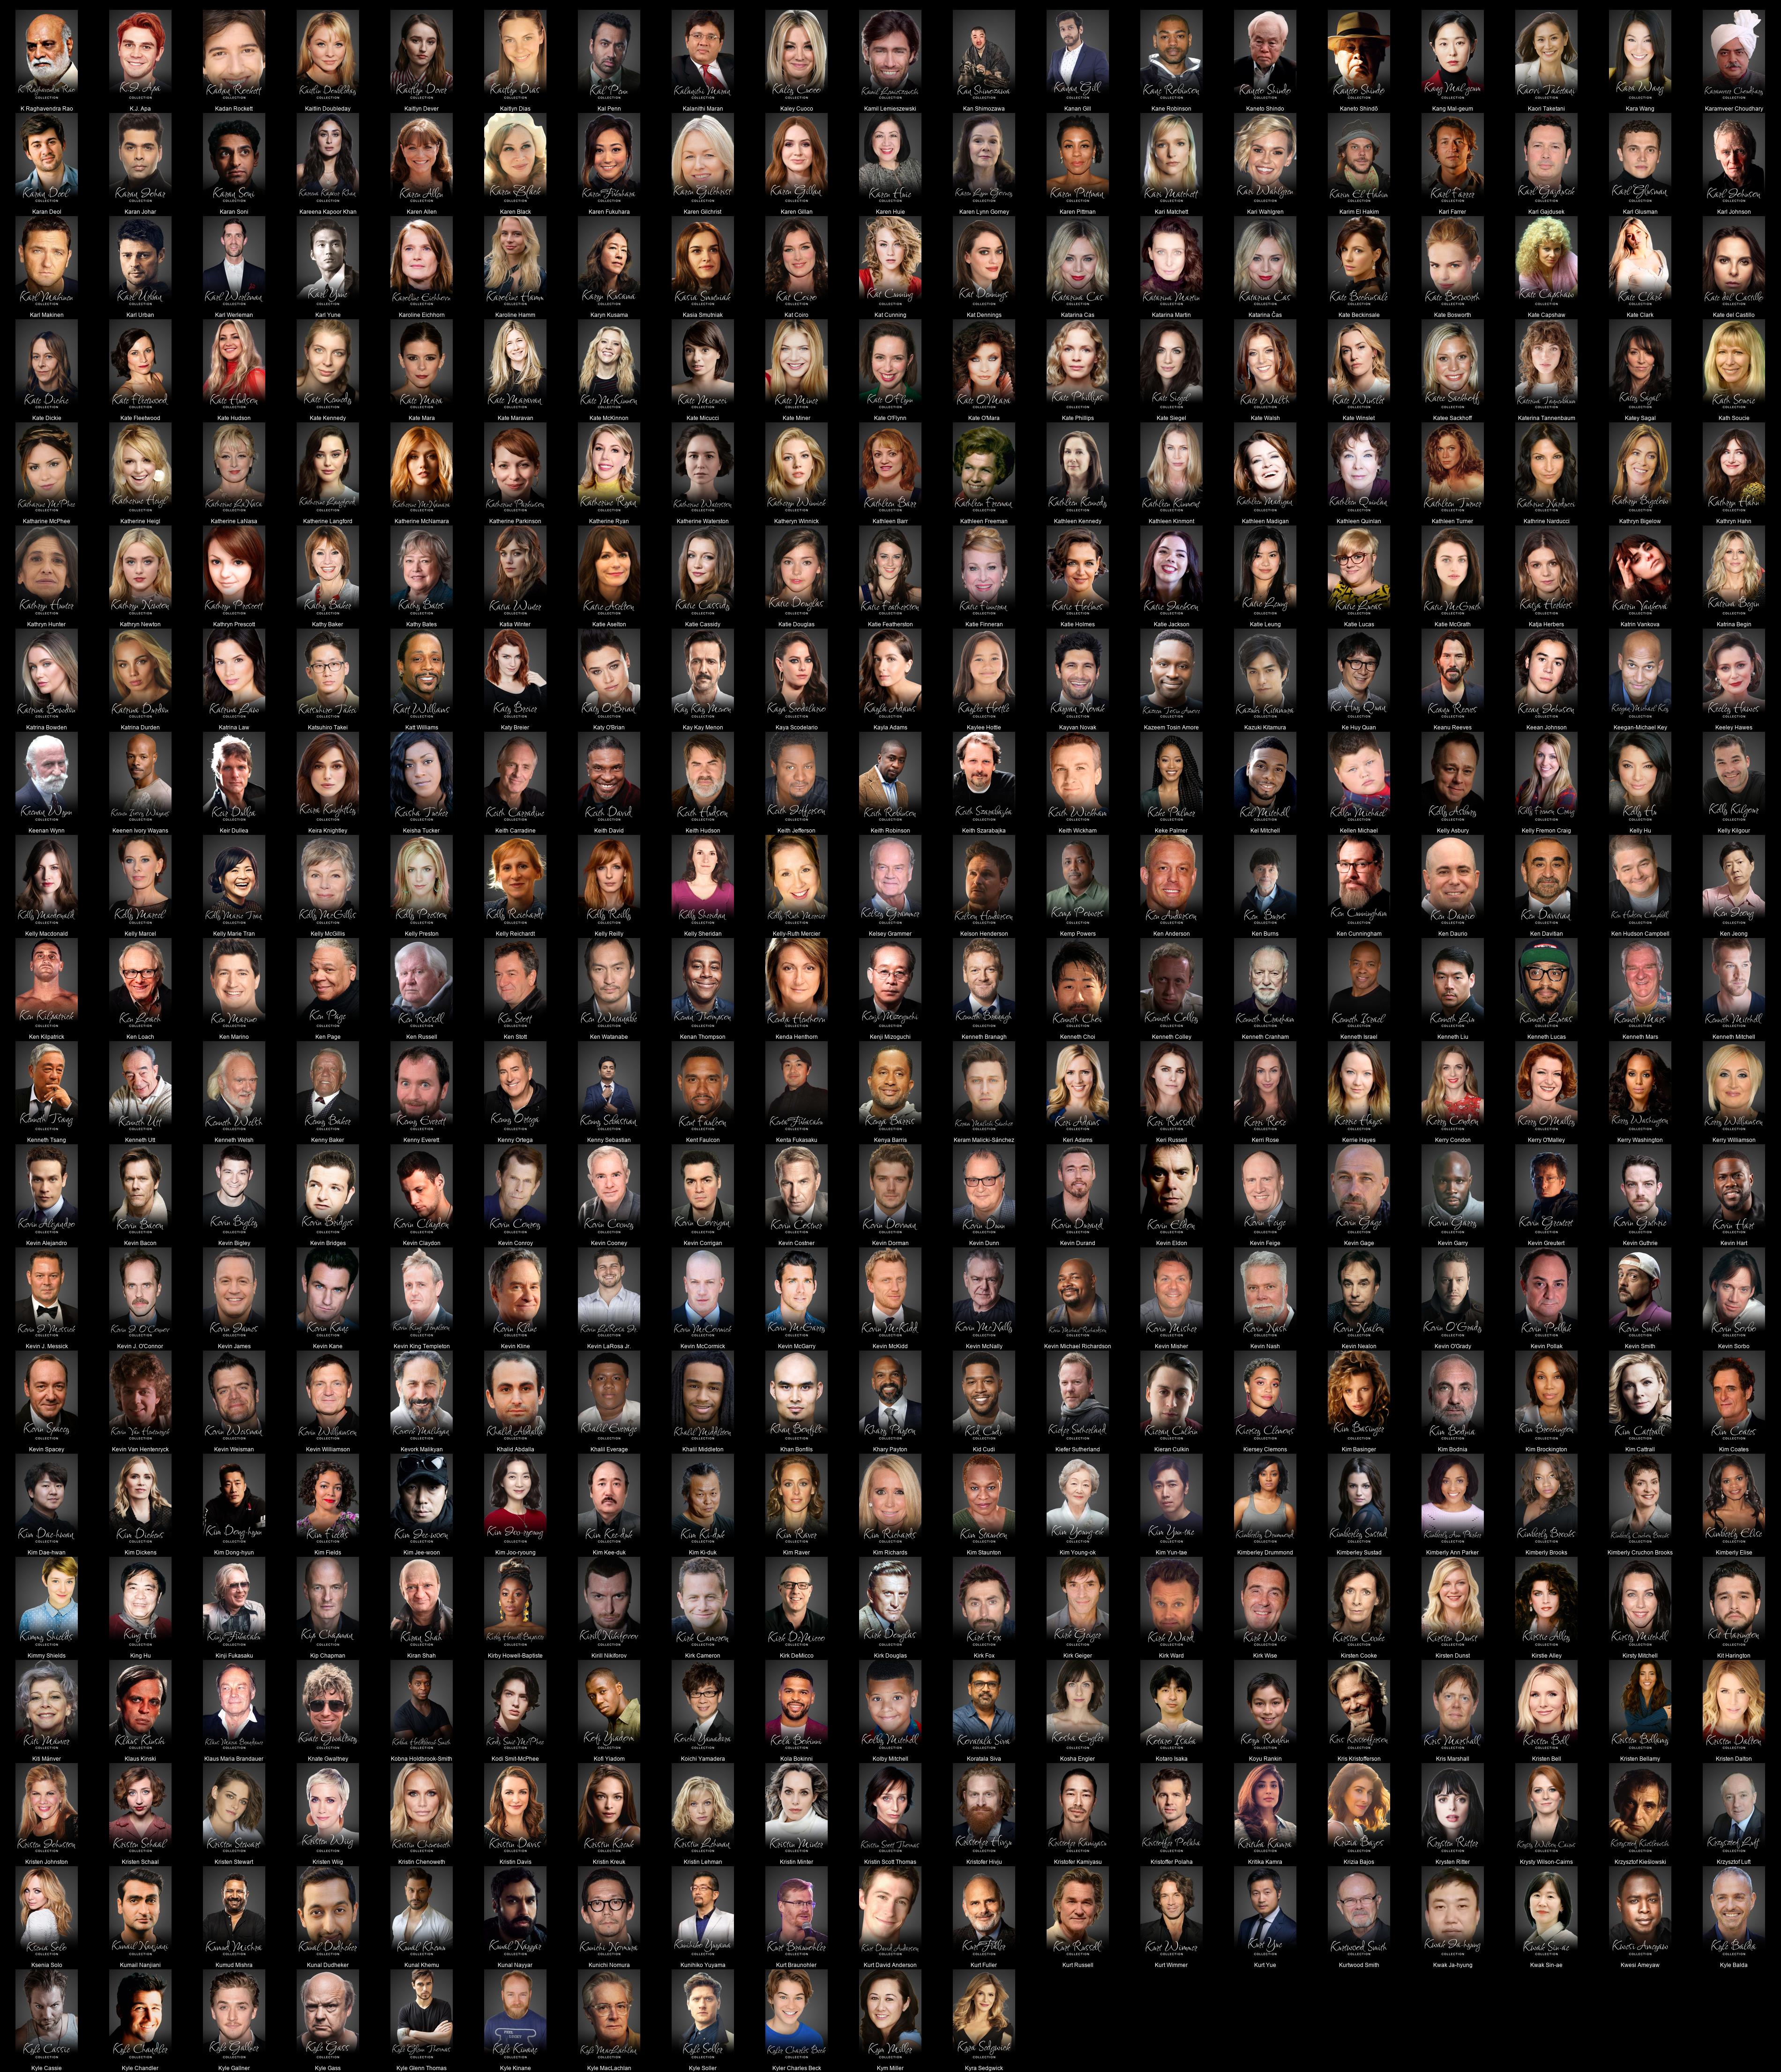 K Raghavendra Rao K.J. Apa Kadan Rockett Kaitlin Doubleday Kaitlyn Dever Kaitlyn Dias Kal Penn Kalanithi Maran Kaley Cuoco Kamil Lemieszewski Kan Shimozawa Kanan Gill Kane Robinson Kaneto Shindo Kaneto Shindô Kang Mal-geum Kaori Taketani Kara Wang Karamveer Choudhary
Karan Deol Karan Johar Karan Soni Kareena Kapoor Khan Karen Allen Karen Black Karen Fukuhara Karen Gilchrist Karen Gillan Karen Huie Karen Lynn Gorney Karen Pittman Kari Matchett Kari Wahlgren Karim El Hakim Karl Farrer Karl Gajdusek Karl Glusman Karl Johnson
Karl Makinen Karl Urban Karl Werleman Karl Yune Karoline Eichhorn Karoline Hamm Karyn Kusama Kasia Smutniak Kat Coiro Kat Cunning Kat Dennings Katarina Cas Katarina Martin Katarina Čas Kate Beckinsale Kate Bosworth Kate Capshaw Kate Clark Kate del Castillo
Kate Dickie Kate Fleetwood Kate Hudson Kate Kennedy Kate Mara Kate Maravan Kate McKinnon Kate Micucci Kate Miner Kate O'Flynn Kate O'Mara Kate Phillips Kate Siegel Kate Walsh Kate Winslet Katee Sackhoff Katerina Tannenbaum Katey Sagal Kath Soucie
Katharine McPhee Katherine Heigl Katherine LaNasa Katherine Langford Katherine McNamara Katherine Parkinson Katherine Ryan Katherine Waterston Katheryn Winnick Kathleen Barr Kathleen Freeman Kathleen Kennedy Kathleen Kinmont Kathleen Madigan Kathleen Quinlan Kathleen Turner Kathrine Narducci Kathryn Bigelow Kathryn Hahn
Kathryn Hunter Kathryn Newton Kathryn Prescott Kathy Baker Kathy Bates Katia Winter Katie Aselton Katie Cassidy Katie Douglas Katie Featherston Katie Finneran Katie Holmes Katie Jackson Katie Leung Katie Lucas Katie McGrath Katja Herbers Katrin Vankova Katrina Begin
Katrina Bowden Katrina Durden Katrina Law Katsuhiro Takei Katt Williams Katy Breier Katy O'Brian Kay Kay Menon Kaya Scodelario Kayla Adams Kaylee Hottle Kayvan Novak Kazeem Tosin Amore Kazuki Kitamura Ke Huy Quan Keanu Reeves Keean Johnson Keegan-Michael Key Keeley Hawes
Keenan Wynn Keenen Ivory Wayans Keir Dullea Keira Knightley Keisha Tucker Keith Carradine Keith David Keith Hudson Keith Jefferson Keith Robinson Keith Szarabajka Keith Wickham Keke Palmer Kel Mitchell Kellen Michael Kelly Asbury Kelly Fremon Craig Kelly Hu Kelly Kilgour
Kelly Macdonald Kelly Marcel Kelly Marie Tran Kelly McGillis Kelly Preston Kelly Reichardt Kelly Reilly Kelly Sheridan Kelly-Ruth Mercier Kelsey Grammer Kelson Henderson Kemp Powers Ken Anderson Ken Burns Ken Cunningham Ken Daurio Ken Davitian Ken Hudson Campbell Ken Jeong
Ken Kilpatrick Ken Loach Ken Marino Ken Page Ken Russell Ken Stott Ken Watanabe Kenan Thompson Kenda Henthorn Kenji Mizoguchi Kenneth Branagh Kenneth Choi Kenneth Colley Kenneth Cranham Kenneth Israel Kenneth Liu Kenneth Lucas Kenneth Mars Kenneth Mitchell
Kenneth Tsang Kenneth Utt Kenneth Welsh Kenny Baker Kenny Everett Kenny Ortega Kenny Sebastian Kent Faulcon Kenta Fukasaku Kenya Barris Keram Malicki-Sánchez Keri Adams Keri Russell Kerri Rose Kerrie Hayes Kerry Condon Kerry O'Malley Kerry Washington Kerry Williamson
Kevin Alejandro Kevin Bacon Kevin Bigley Kevin Bridges Kevin Claydon Kevin Conroy Kevin Cooney Kevin Corrigan Kevin Costner Kevin Dorman Kevin Dunn Kevin Durand Kevin Eldon Kevin Feige Kevin Gage Kevin Garry Kevin Greutert Kevin Guthrie Kevin Hart
Kevin J. Messick Kevin J. O'Connor Kevin James Kevin Kane Kevin King Templeton Kevin Kline Kevin LaRosa Jr. Kevin McCormick Kevin McGarry Kevin McKidd Kevin McNally Kevin Michael Richardson Kevin Misher Kevin Nash Kevin Nealon Kevin O'Grady Kevin Pollak Kevin Smith Kevin Sorbo
Kevin Spacey Kevin Van Hentenryck Kevin Weisman Kevin Williamson Kevork Malikyan Khalid Abdalla Khalil Everage Khalil Middleton Khan Bonfils Khary Payton Kid Cudi Kiefer Sutherland Kieran Culkin Kiersey Clemons Kim Basinger Kim Bodnia Kim Brockington Kim Cattrall Kim Coates
Kim Dae-hwan Kim Dickens Kim Dong-hyun Kim Fields Kim Jee-woon Kim Joo-ryoung Kim Kee-duk Kim Ki-duk Kim Raver Kim Richards Kim Staunton Kim Young-ok Kim Yun-tae Kimberley Drummond Kimberley Sustad Kimberly Ann Parker Kimberly Brooks Kimberly Cruchon Brooks Kimberly Elise
Kimmy Shields King Hu Kinji Fukasaku Kip Chapman Kiran Shah Kirby Howell-Baptiste Kirill Nikiforov Kirk Cameron Kirk DeMicco Kirk Douglas Kirk Fox Kirk Geiger Kirk Ward Kirk Wise Kirsten Cooke Kirsten Dunst Kirstie Alley Kirsty Mitchell Kit Harington
Kiti Mánver Klaus Kinski Klaus Maria Brandauer Knate Gwaltney Kobna Holdbrook-Smith Kodi Smit-McPhee Kofi Yiadom Koichi Yamadera Kola Bokinni Kolby Mitchell Koratala Siva Kosha Engler Kotaro Isaka Koyu Rankin Kris Kristofferson Kris Marshall Kristen Bell Kristen Bellamy Kristen Dalton
Kristen Johnston Kristen Schaal Kristen Stewart Kristen Wiig Kristin Chenoweth Kristin Davis Kristin Kreuk Kristin Lehman Kristin Minter Kristin Scott Thomas Kristofer Hivju Kristofer Kamiyasu Kristoffer Polaha Kritika Kamra Krizia Bajos Krysten Ritter Krysty Wilson-Cairns Krzysztof Kieślowski Krzysztof Luft
Ksenia Solo Kumail Nanjiani Kumud Mishra Kunal Dudheker Kunal Khemu Kunal Nayyar Kunichi Nomura Kunihiko Yuyama Kurt Braunohler Kurt David Anderson Kurt Fuller Kurt Russell Kurt Wimmer Kurt Yue Kurtwood Smith Kwak Ja-hyung Kwak Sin-ae Kwesi Ameyaw Kyle Balda
Kyle Cassie Kyle Chandler Kyle Gallner Kyle Gass Kyle Glenn Thomas Kyle Kinane Kyle MacLachlan Kyle Soller Kyler Charles Beck Kym Miller Kyra Sedgwick